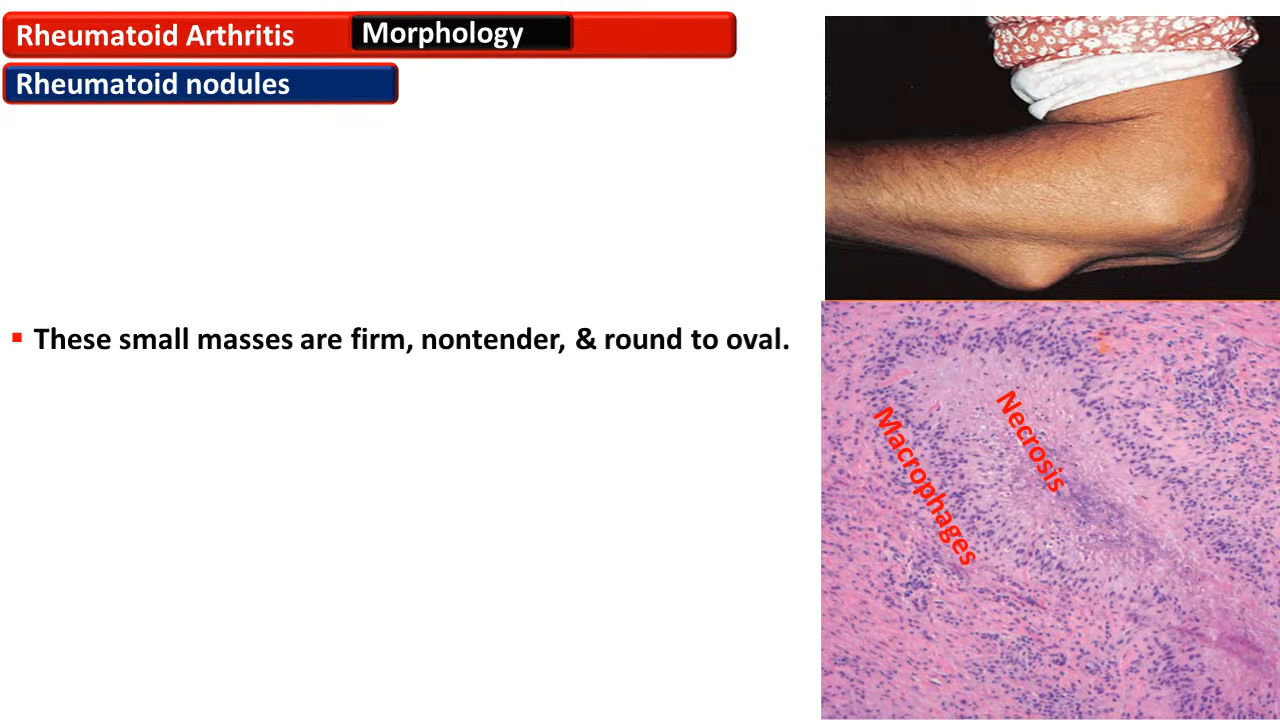 Rheumatoid Arthritis Morphology
Rheumatoid nodules
▪ These small masses are firm, nontender, & round to oval.
Necrosis
Macrophages